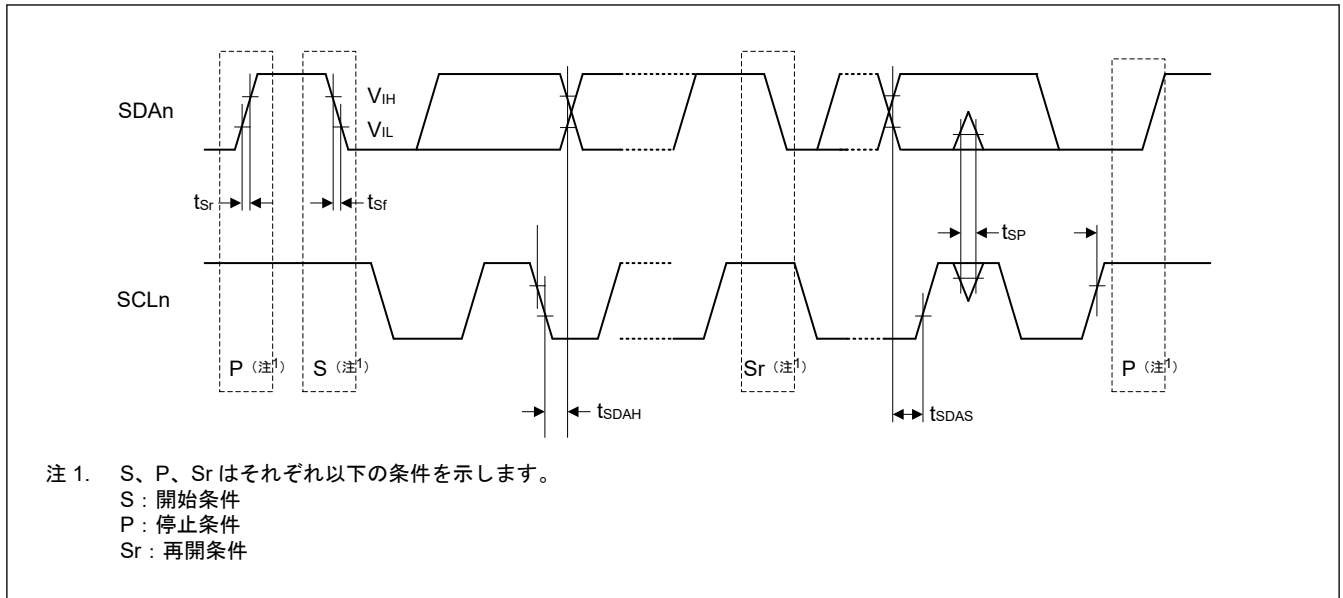 SDAn
VIH
VIL
tSr
tSf
tSP
SCLn
P（注1）
S（注1）
Sr（注1）
P（注1）
tSDAH
tSDAS
注 1. S、P、Sr はそれぞれ以下の条件を示します。
S：開始条件
P：停止条件
Sr：再開条件